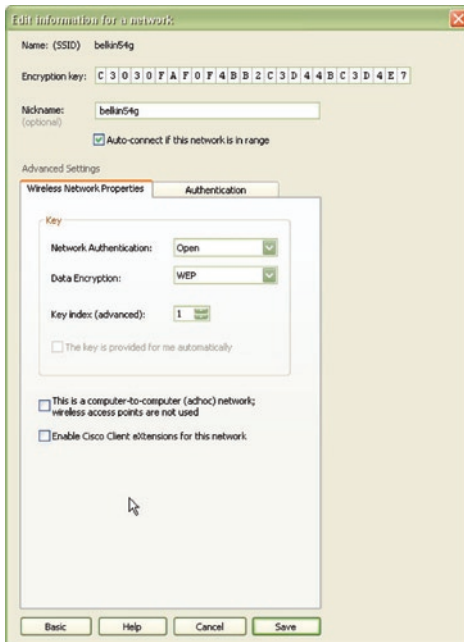 Edit information for a network
Name: (SSID) belkin54g
Encryption key: C 3 0 3 0 F A F 0 F 4 B B 2 C 3 D 4 4 B C 3 D 4 E 7
Nickname: belkin54g
(optional)
Auto-connect if this network is in range
Advanced Settings
Wireless Network Properties Authentication
Key
Network Authentication: Open
Data Encryption: WEP
Key index (advanced): 1
The key is provided for me automatically
This is a computer-to-computer (adhoc) network;
wireless access points are not used
Enable Cisco Client eXtensions for this network
Basic Help Cancel Save